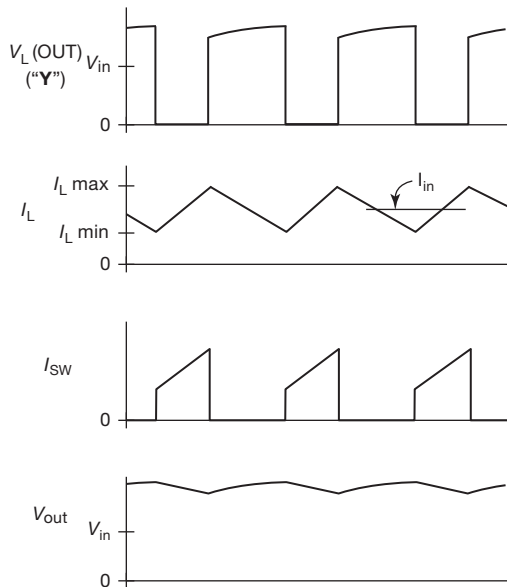 V_L (OUT)
("Y")
V_in
0
I_L max
I_in
I_L
I_L min
0
I_SW
0
V_out
V_in
0